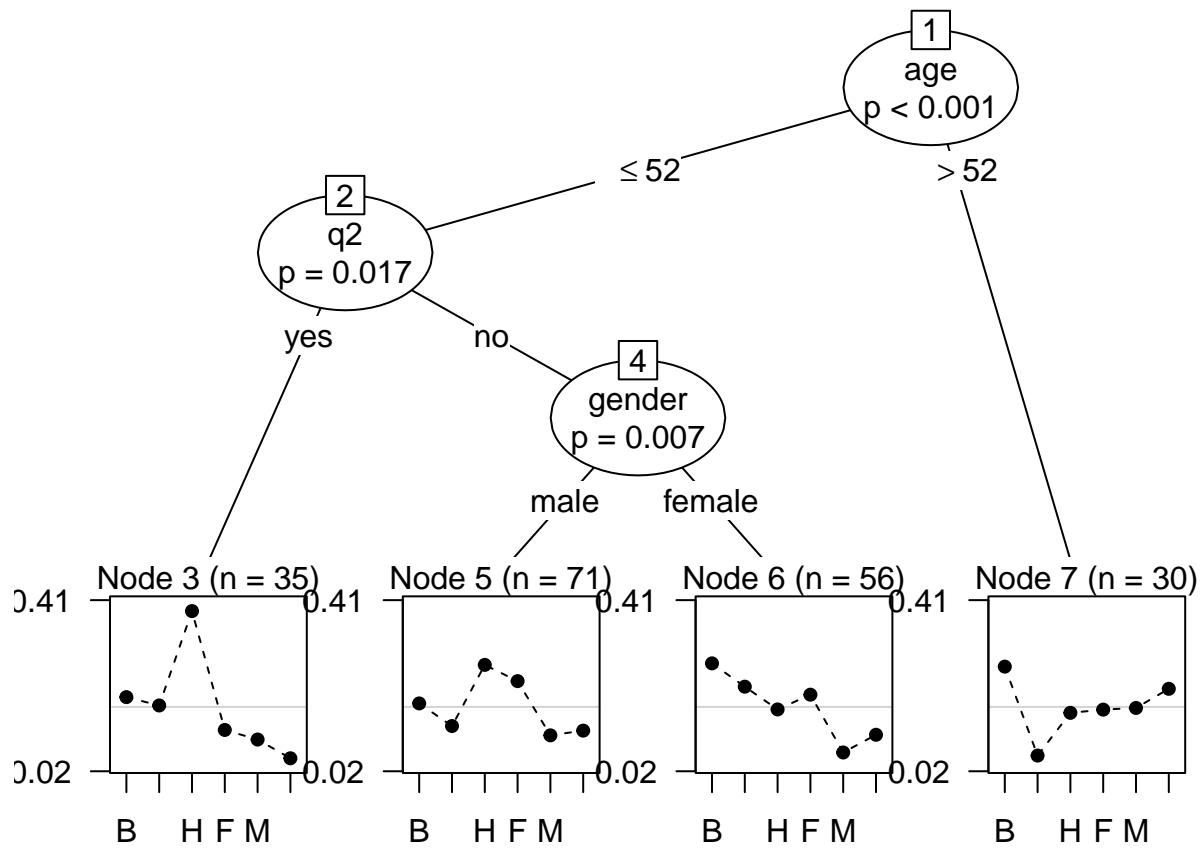 1
age
p < 0.001
≤ 52
> 52
2
q2
p = 0.017
yes
no
4
gender
p = 0.007
male
female
Node 3 (n = 35)
Node 5 (n = 71)
Node 6 (n = 56)
Node 7 (n = 30)
0.41
0.41
0.41
0.41
0.02
0.02
0.02
0.02
B H F M
B H F M
B H F M
B H F M